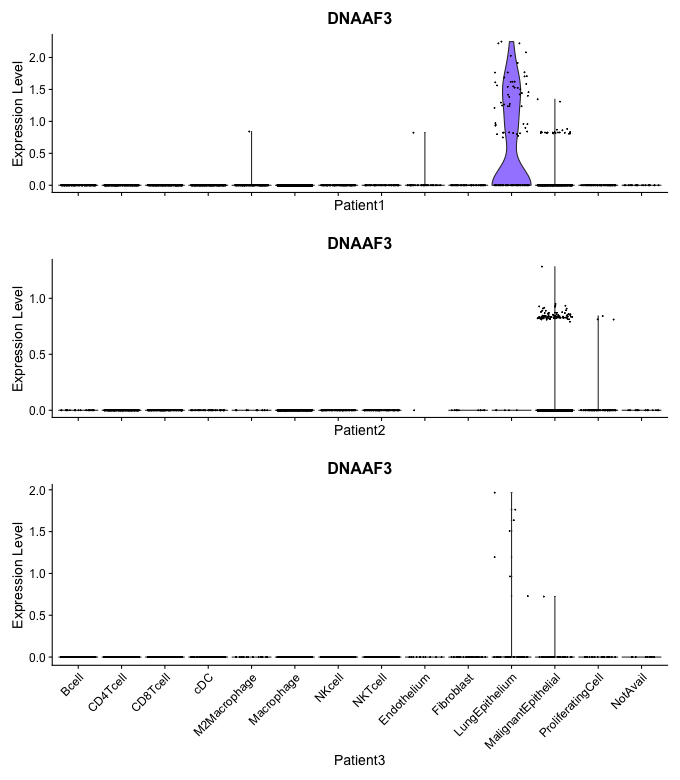 DNAAF3
Expression Level
2.0
1.5
1.0
0.5
0.0
Patient1
DNAAF3
Expression Level
1.0
0.5
0.0
Patient2
DNAAF3
Expression Level
2.0
1.5
1.0
0.5
0.0
Bcell
CD4Tcell
CD8Tcell
cDC
M2Macrophage
Macrophage
NKcell
NKTcell
Endothelium
Fibroblast
LungEpithelium
MalignantEpithelial
ProliferatingCell
NotAvail
Patient3